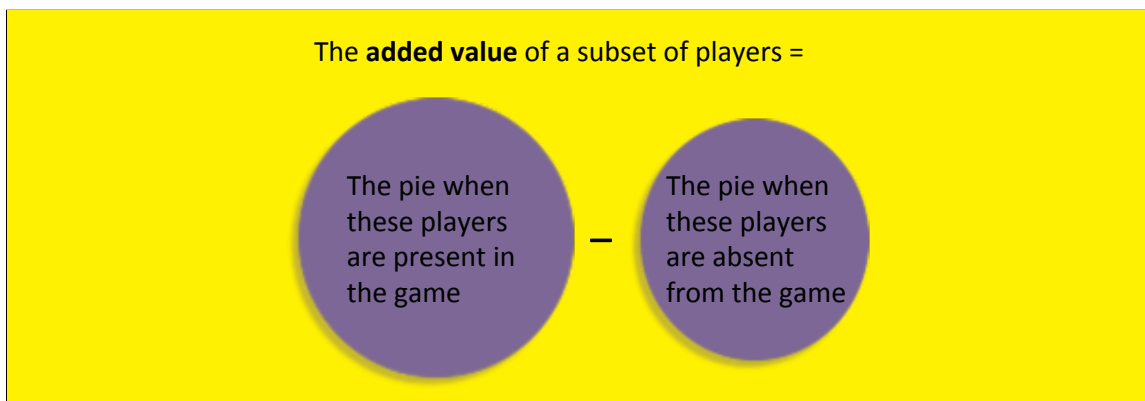 The added value of a subset of players =
The pie when
these players
are present in
the game
–
The pie when
these players
are absent
from the game